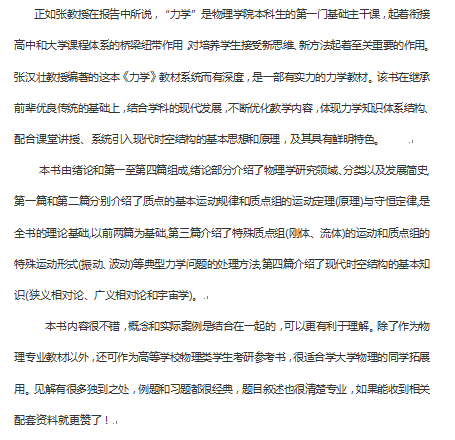 正如张教授在报告中所说，“力学”是物理学院本科生的第一门基础主干课，起着衔接
高中和大学课程体系的桥梁纽带作用，对培养学生接受新思维、新方法起着至关重要的作用。
张汉壮教授编著的这本《力学》教材系统而有深度，是一部有实力的力学教材。该书在继承
前辈优良传统的基础上，结合学科的现代发展，不断优化教学内容，体现力学知识体系结构、
配合课堂讲授、系统引入现代时空结构的基本思想和原理，及其具有鲜明特色。
本书由绪论和第一至第四篇组成,绪论部分介绍了物理学研究领域、分类以及发展简史,
第一篇和第二篇分别介绍了质点的基本运动规律和质点组的运动定理(原理)与守恒定律,是
全书的理论基础,以前两篇为基础,第三篇介绍了特殊质点组(刚体、流体)的运动和质点组的
特殊运动形式(振动、波动)等典型力学问题的处理方法,第四篇介绍了现代时空结构的基本知
识(狭义相对论、广义相对论和宇宙学)。
本书内容很不错，概念和实际案例是结合在一起的，可以更有利于理解。除了作为物
理专业教材以外，还可作为高等学校物理类学生考研参考书，很适合学大学物理的同学拓展
用。见解有很多独到之处，例题和习题都很经典，题目叙述也很清楚专业，如果能收到相关
配套资料就更赞了！